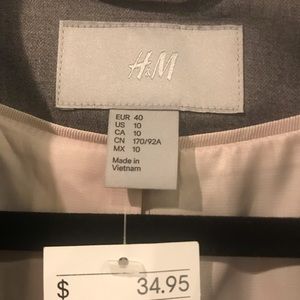 H&M
EUR 40
US 10
CA 10
CN 170/92A
MX 10
Made in
Vietnam
$ 34.95